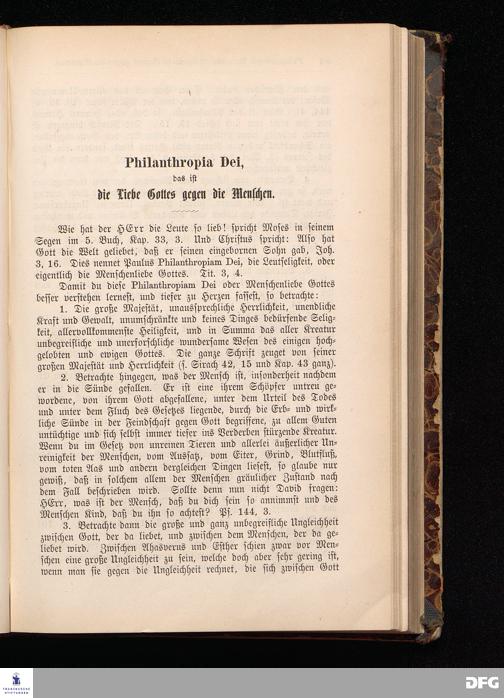 Philanthropia Dei,
das ist
die Liebe Gottes gegen die Menschen.
Wie hat der HErr die Leute so lieb! spricht Moses in seinem
Segen im 5. Buch, Kap. 33, 3. Und Christus spricht: Also hat
Gott die Welt geliebet, daß er seinen eingebornen Sohn gab, Joh.
3, 16. Dies nennet Paulus Philanthropiam Dei, die Leutseligkeit, oder
eigentlich die Menschenliebe Gottes. Tit. 3, 4.
Damit du diese Philanthropiam Dei oder Menschenliebe Gottes
besser verstehen lernest, und tiefer zu Herzen fassest, so betrachte:
1. Die große Majestät, unaussprechliche Herrlichkeit, unendliche
Kraft und Gewalt, unumschränkte und keines Dinges bedürfende Selig-
keit, allervollkommenste Heiligkeit, und in Summa das aller Kreatur
unbegreifliche und unerforschliche wundersame Wesen des einigen hoch-
gelobten und ewigen Gottes. Die ganze Schrift zeuget von seiner
großen Majestät und Herrlichkeit (s. Sirach 42, 15 und Kap. 43 ganz).
2. Betrachte hingegen, was der Mensch ist, insonderheit nachdem
er in die Sünde gefallen. Er ist eine ihrem Schöpfer untreu ge-
wordene, von ihrem Gott abgefallene, unter dem Urteil des Todes
und unter dem Fluch des Gesetzes liegende, durch die Erb- und wirk-
liche Sünde in der Feindschaft gegen Gott begriffene, zu allem Guten
untüchtige und sich selbst immer tiefer ins Verderben stürzende Kreatur.
Wenn du im Gesetz von unreinen Tieren und allerlei äußerlicher Un-
reinigkeit der Menschen, vom Aussatz, vom Eiter, Grind, Blutfluß,
vom toten Aas und andern dergleichen Dingen liesest, so glaube nur
gewiß, daß in solchem allem der Menschen gräulicher Zustand nach
dem Fall beschrieben wird. Sollte denn nun nicht David fragen:
HErr, was ist der Mensch, daß du dich sein so annimmst und des
Menschen Kind, daß du ihn so achtest? Ps. 144, 3.
3. Betrachte dann die große und ganz unbegreifliche Ungleichheit
zwischen Gott, der da liebet, und zwischen dem Menschen, der da ge-
liebet wird. Zwischen Ahasverus und Esther schien zwar vor Men-
schen eine große Ungleichheit zu sein, welche doch aber sehr gering ist,
wenn man sie gegen die Ungleichheit rechnet, die sich zwischen Gott
FRANCKESCHE
STIFTUNGEN
DFG